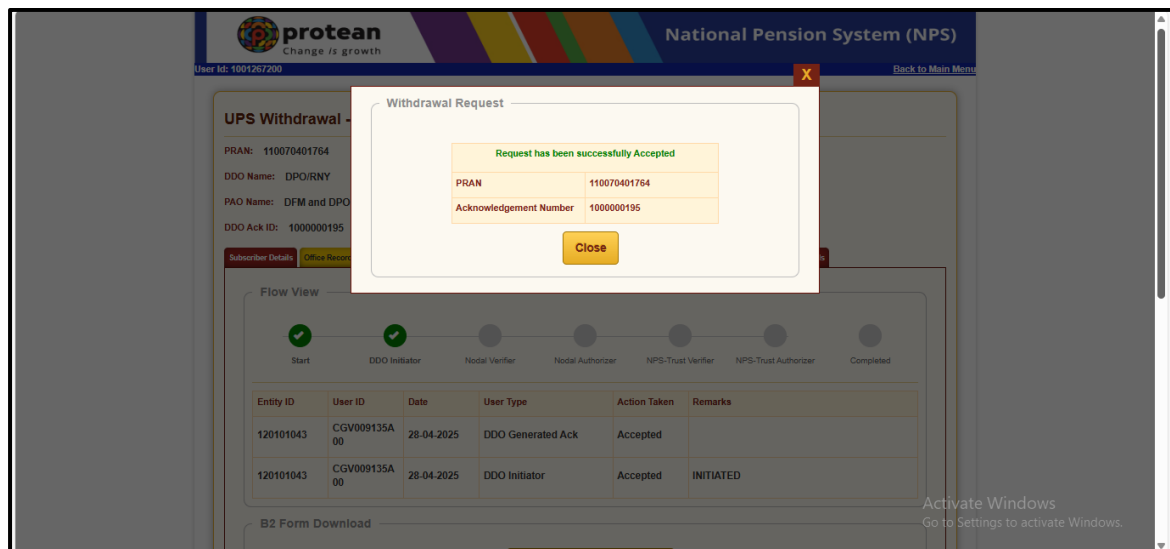 protean
Change is growth
National Pension System (NPS)
User Id: 1001267200
Back to Main Menu
X
Withdrawal Request
Request has been successfully Accepted
PRAN 110070401764
Acknowledgement Number 1000000195
Close
UPS Withdrawal -
PRAN: 110070401764
DDO Name: DPO/RNY
PAO Name: DFM and DPO
DDO Ack ID: 1000000195
Subscriber Details Office Recor
Flow View
Start DDO Initiator Nodal Verifier Nodal Authorizer NPS-Trust Verifier NPS-Trust Authorizer Completed
Entity ID User ID Date User Type Action Taken Remarks
120101043 CGV009135A00 28-04-2025 DDO Generated Ack Accepted
120101043 CGV009135A00 28-04-2025 DDO Initiator Accepted INITIATED
B2 Form Download
Activate Windows
Go to Settings to activate Windows.